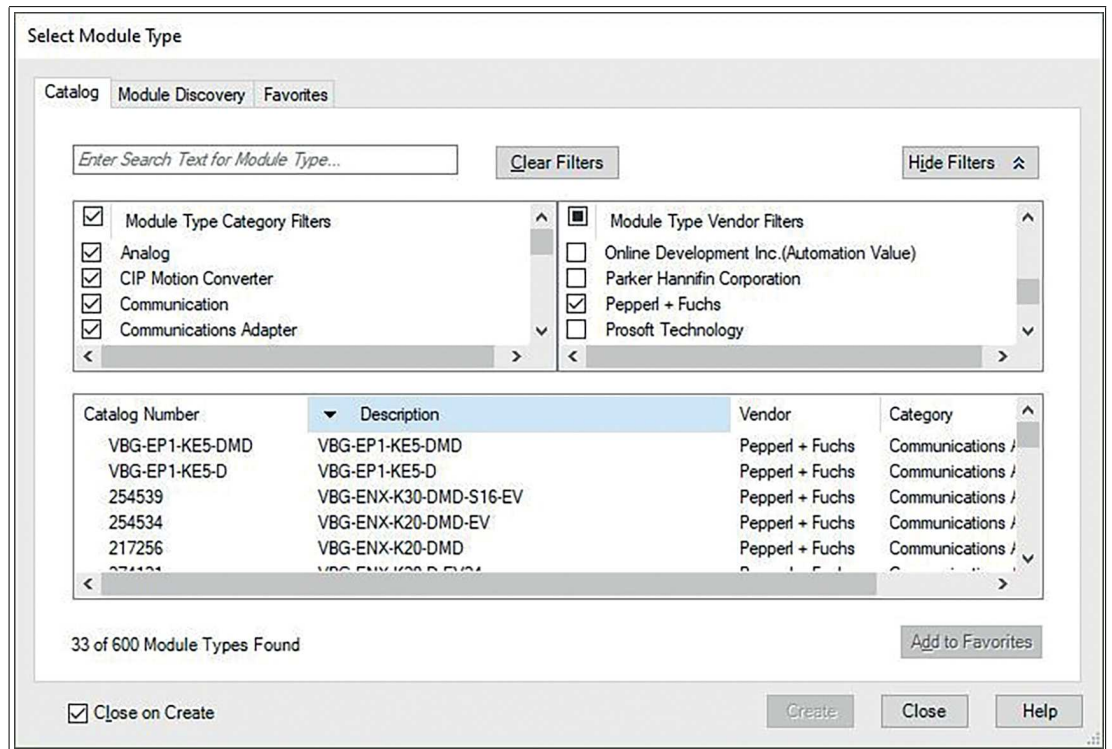 Select Module Type
Catalog Module Discovery Favorites
Enter Search Text for Module Type...
Clear Filters
Hide Filters
Module Type Category Filters
Analog
CIP Motion Converter
Communication
Communications Adapter
Module Type Vendor Filters
Online Development Inc.(Automation Value)
Parker Hannifin Corporation
Pepperl + Fuchs
Prosoft Technology
Catalog Number Description Vendor Category
VBG-EP1-KE5-DMD VBG-EP1-KE5-DMD Pepperl + Fuchs Communications
VBG-EP1-KE5-D VBG-EP1-KE5-D Pepperl + Fuchs Communications
254539 VBG-ENX-K30-DMD-S16-EV Pepperl + Fuchs Communications
254534 VBG-ENX-K20-DMD-EV Pepperl + Fuchs Communications
217256 VBG-ENX-K20-DMD Pepperl + Fuchs Communications
33 of 600 Module Types Found
Add to Favorites
Close on Create
Create Close Help